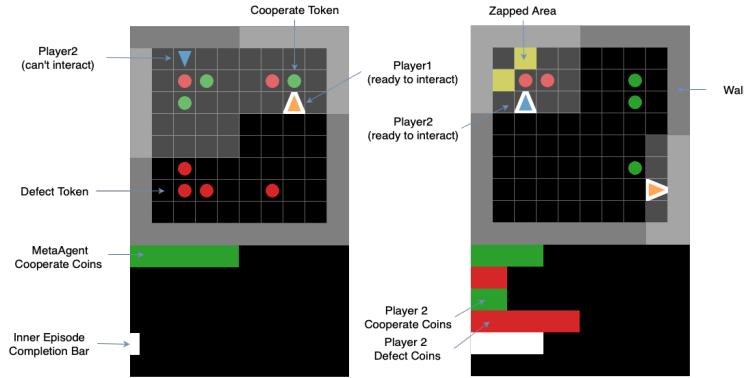 Cooperate Token
Zapped Area
Player2
(can't interact)
Player1
(ready to interact)
Wal
Player2
(ready to interact)
Defect Token
MetaAgent
Cooperate Coins
Player 2
Cooperate Coins
Inner Episode
Completion Bar
Player 2
Defect Coins